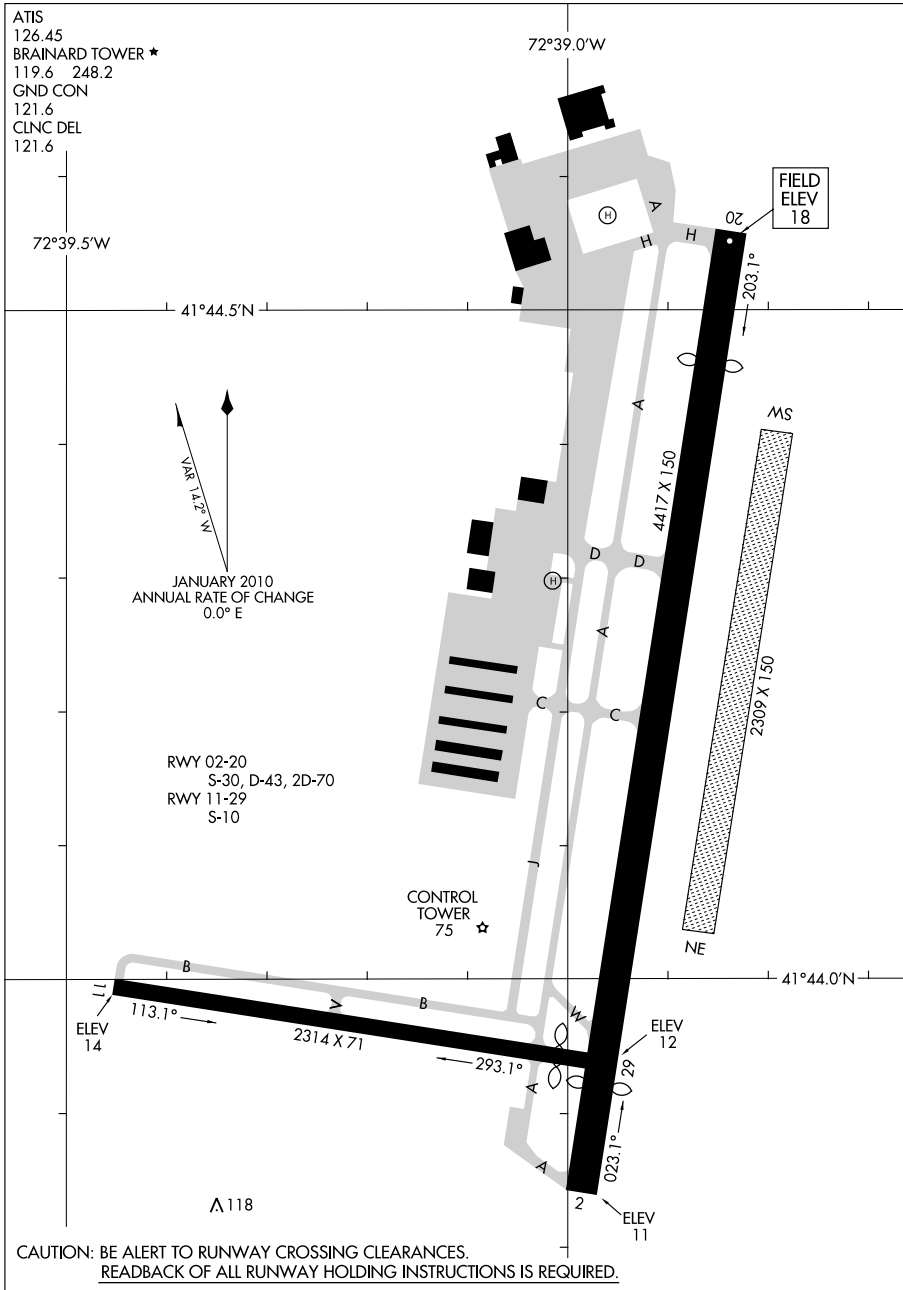 ATIS
126.45
BRAINARD TOWER ★
119.6 248.2
GND CON
121.6
CLNC DEL
121.6
72°39.0'W
FIELD
ELEV
18
72°39.5'W
H
A
20
H
H
203.1°
41°44.5'N
A
SW
4417 X 150
VAR 14.2° W
D
D
JANUARY 2010
ANNUAL RATE OF CHANGE
0.0° E
H
A
2309 X 150
C
C
RWY 02-20
S-30, D-43, 2D-70
RWY 11-29
S-10
J
CONTROL
TOWER
75
NE
B
41°44.0'N
11
B
V
W
113.1°
ELEV
14
2314 X 71
ELEV
12
293.1°
29
A
023.1°
A
118
2
ELEV
11
CAUTION: BE ALERT TO RUNWAY CROSSING CLEARANCES.
READBACK OF ALL RUNWAY HOLDING INSTRUCTIONS IS REQUIRED.